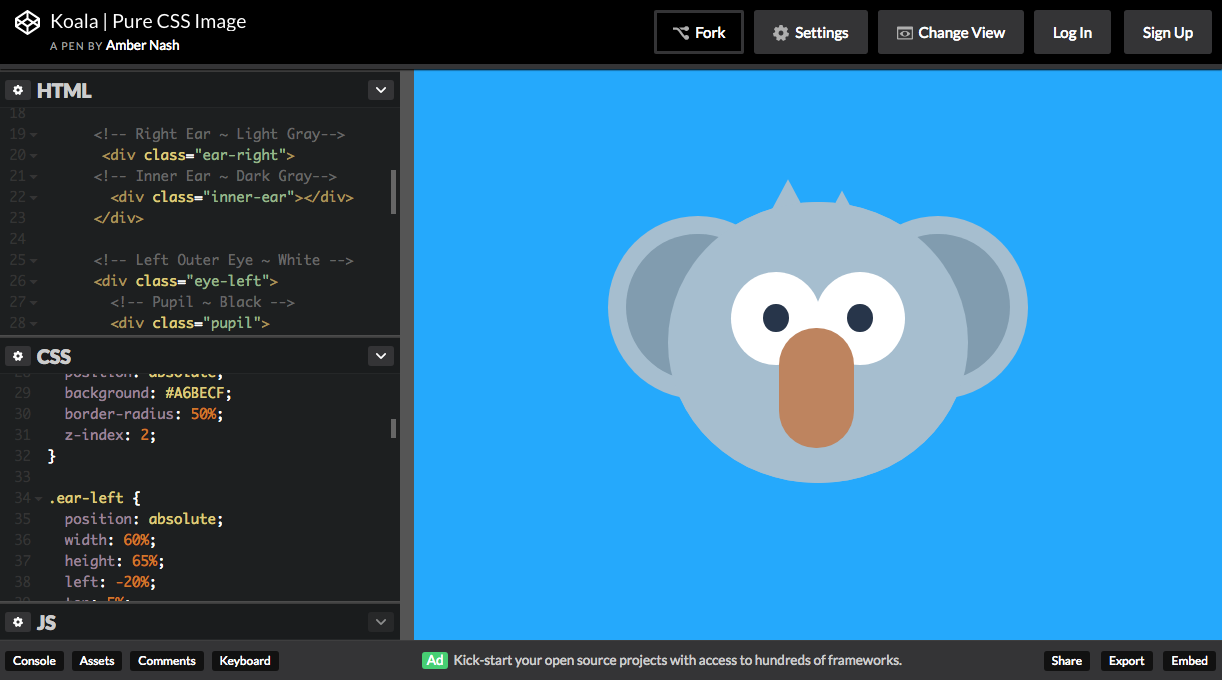 Koala | Pure CSS Image
A PEN BY Amber Nash
Fork
Settings
Change View
Log In
Sign Up
HTML
18
19 <!-- Right Ear ~ Light Gray-->
20 <div class="ear-right">
21 <!-- Inner Ear ~ Dark Gray-->
22 <div class="inner-ear"></div>
23 </div>
24
25 <!-- Left Outer Eye ~ White -->
26 <div class="eye-left">
27 <!-- Pupil ~ Black -->
28 <div class="pupil">
CSS
28 position: absolute;
29 background: #A6BECF;
30 border-radius: 50%;
31 z-index: 2;
32 }
33
34 .ear-left {
35 position: absolute;
36 width: 60%;
37 height: 65%;
38 left: -20%;
39 top: 5%;
JS
Console
Assets
Comments
Keyboard
Ad Kick-start your open source projects with access to hundreds of frameworks.
Share
Export
Embed